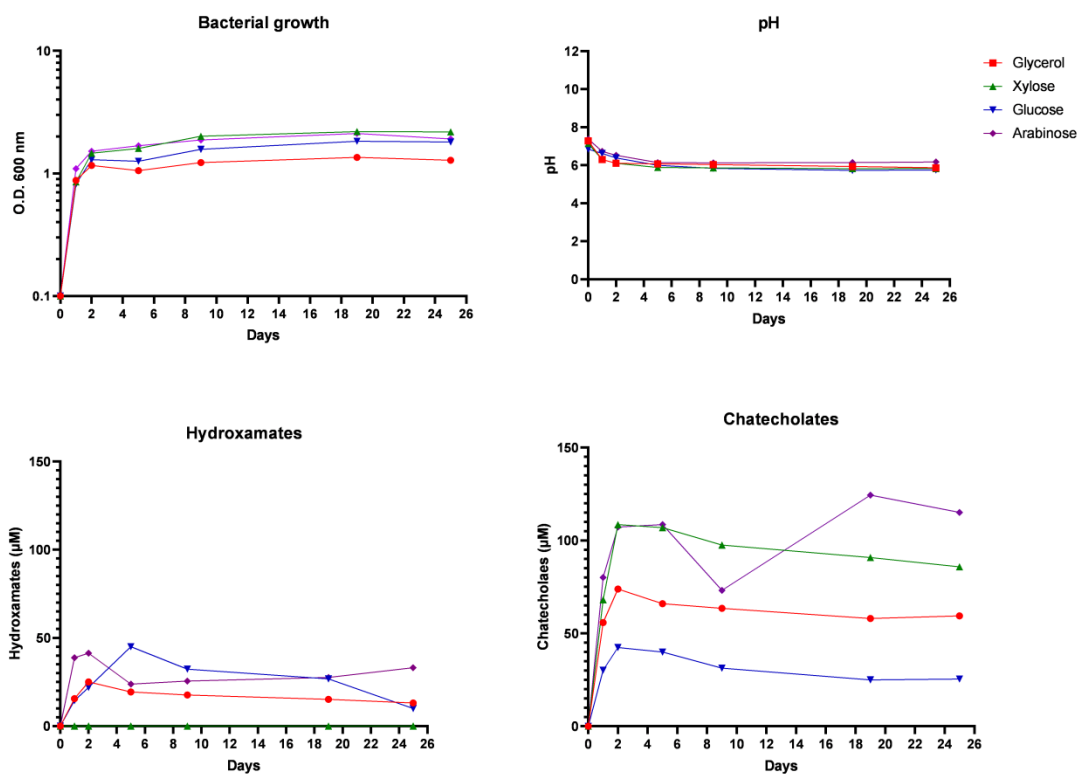 Bacterial growth
O.D. 600 nm
10
1
0.1
0 2 4 6 8 10 12 14 16 18 20 22 24 26
Days
pH
pH
12
10
8
6
4
2
0
0 2 4 6 8 10 12 14 16 18 20 22 24 26
Days
Glycerol
Xylose
Glucose
Arabinose
Hydroxamates
Hydroxamates (µM)
150
100
50
0
0 2 4 6 8 10 12 14 16 18 20 22 24 26
Days
Chatecholates
Chatecholaes (µM)
150
100
50
0
0 2 4 6 8 10 12 14 16 18 20 22 24 26
Days